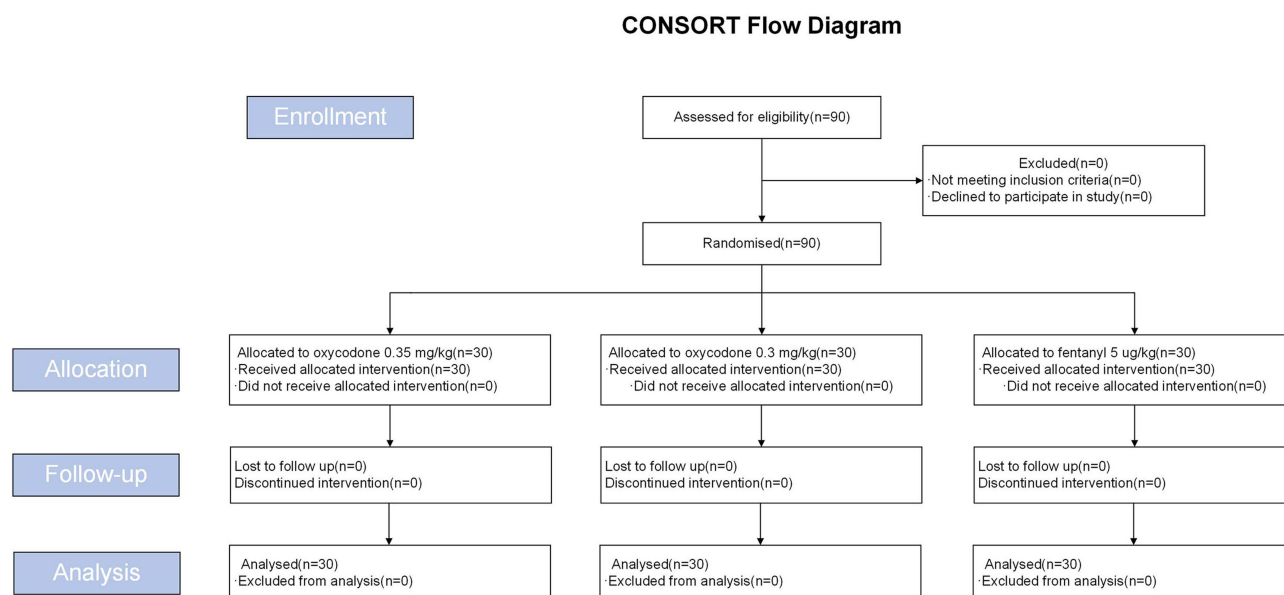 CONSORT Flow Diagram
Enrollment
Assessed for eligibility(n=90)
Excluded(n=0)
·Not meeting inclusion criteria(n=0)
·Declined to participate in study(n=0)
Randomised(n=90)
Allocation
Allocated to oxycodone 0.35 mg/kg(n=30)
·Received allocated intervention(n=30)
·Did not receive allocated intervention(n=0)
Allocated to oxycodone 0.3 mg/kg(n=30)
·Received allocated intervention(n=30)
·Did not receive allocated intervention(n=0)
Allocated to fentanyl 5 ug/kg(n=30)
·Received allocated intervention(n=30)
·Did not receive allocated intervention(n=0)
Follow-up
Lost to follow up(n=0)
Discontinued intervention(n=0)
Lost to follow up(n=0)
Discontinued intervention(n=0)
Lost to follow up(n=0)
Discontinued intervention(n=0)
Analysis
Analysed(n=30)
·Excluded from analysis(n=0)
Analysed(n=30)
·Excluded from analysis(n=0)
Analysed(n=30)
·Excluded from analysis(n=0)